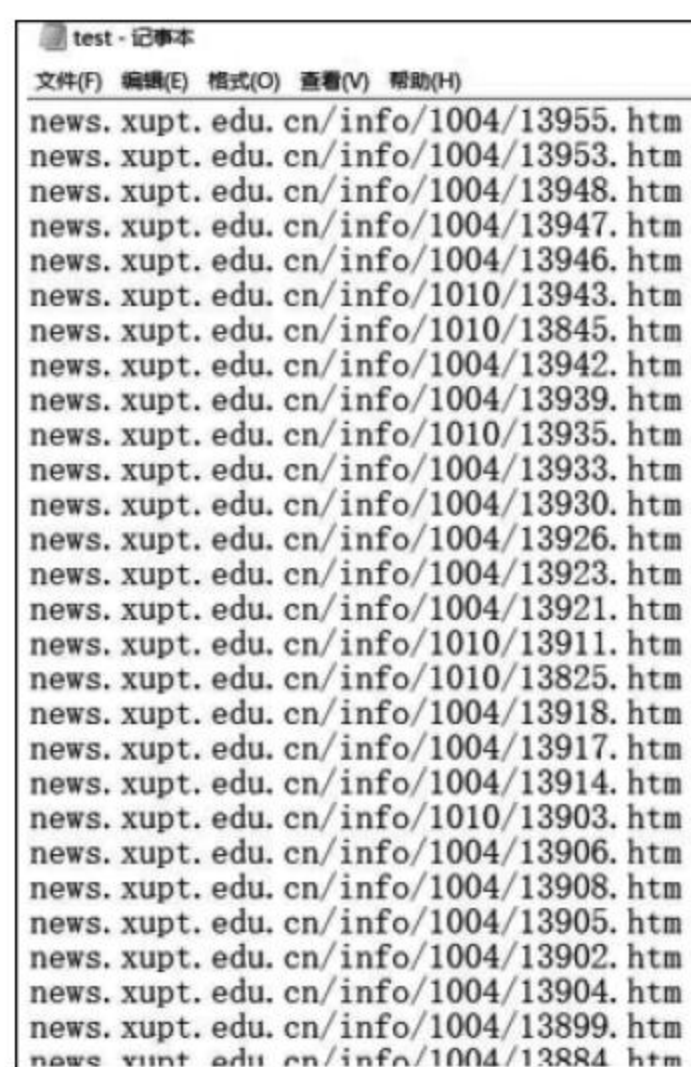 test - 记事本
文件(F) 编辑(E) 格式(O) 查看(V) 帮助(H)
news.xupt.edu.cn/info/1004/13955.htm
news.xupt.edu.cn/info/1004/13953.htm
news.xupt.edu.cn/info/1004/13948.htm
news.xupt.edu.cn/info/1004/13947.htm
news.xupt.edu.cn/info/1004/13946.htm
news.xupt.edu.cn/info/1010/13943.htm
news.xupt.edu.cn/info/1010/13845.htm
news.xupt.edu.cn/info/1004/13942.htm
news.xupt.edu.cn/info/1004/13939.htm
news.xupt.edu.cn/info/1010/13935.htm
news.xupt.edu.cn/info/1004/13933.htm
news.xupt.edu.cn/info/1004/13930.htm
news.xupt.edu.cn/info/1004/13926.htm
news.xupt.edu.cn/info/1004/13923.htm
news.xupt.edu.cn/info/1004/13921.htm
news.xupt.edu.cn/info/1010/13911.htm
news.xupt.edu.cn/info/1010/13825.htm
news.xupt.edu.cn/info/1004/13918.htm
news.xupt.edu.cn/info/1004/13917.htm
news.xupt.edu.cn/info/1004/13914.htm
news.xupt.edu.cn/info/1010/13903.htm
news.xupt.edu.cn/info/1004/13906.htm
news.xupt.edu.cn/info/1004/13908.htm
news.xupt.edu.cn/info/1004/13905.htm
news.xupt.edu.cn/info/1004/13902.htm
news.xupt.edu.cn/info/1004/13904.htm
news.xupt.edu.cn/info/1004/13899.htm
news.xupt.edu.cn/info/1004/13884.htm